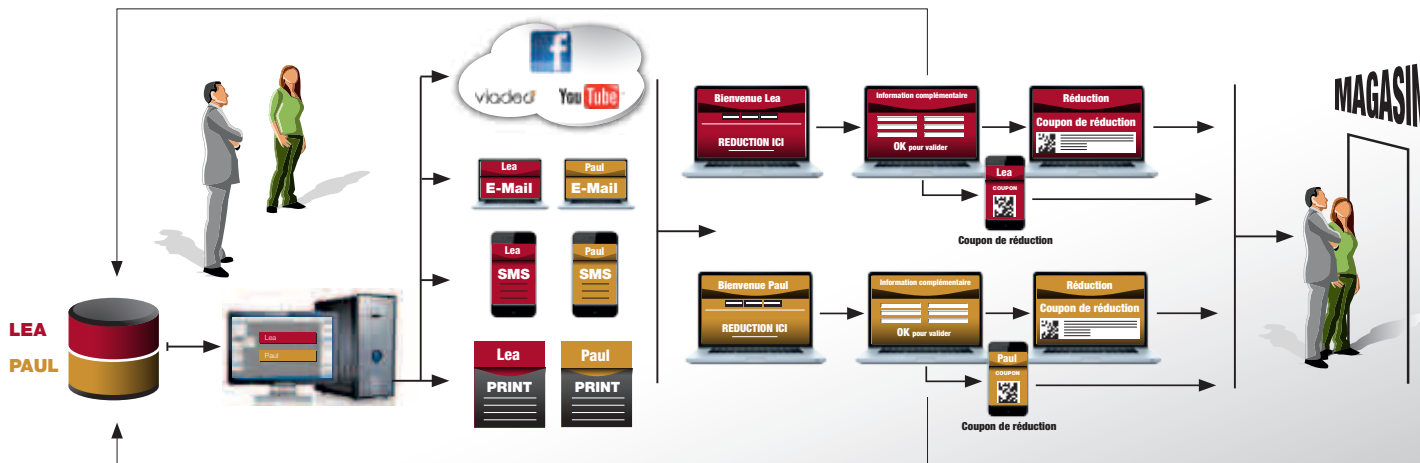 LEA
PAUL
Lea
Paul
f
viadeo
You Tube
Lea
E-Mail
Paul
E-Mail
Lea
SMS
Paul
SMS
Lea
PRINT
Paul
PRINT
Bienvenue Lea
REDUCTION ICI
Information complémentaire
OK pour valider
Réduction
Coupon de réduction
Lea
COUPON
Coupon de réduction
Bienvenue Paul
REDUCTION ICI
Information complémentaire
OK pour valider
Réduction
Coupon de réduction
Paul
COUPON
Coupon de réduction
MAGASIN